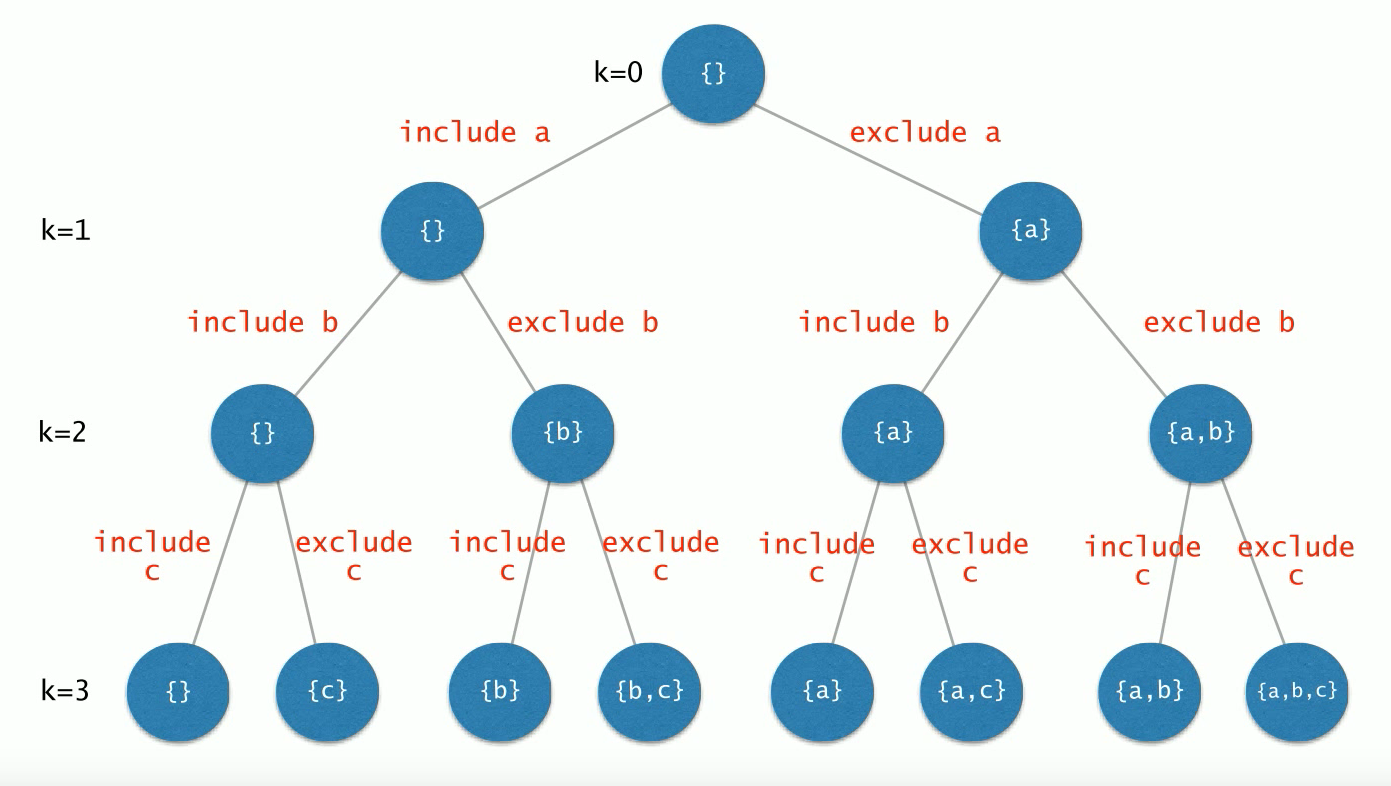 k=0 {}
include a exclude a
k=1 {} {a}
include b exclude b include b exclude b
k=2 {} {b} {a} {a,b}
include exclude include exclude include exclude include exclude
c c c c c c c c
k=3 {} {c} {b} {b,c} {a} {a,c} {a,b} {a,b,c}